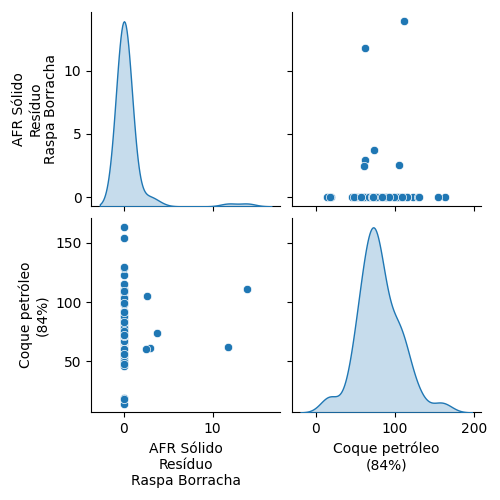 AFR Sólido
Resíduo
Raspa Borracha
10
5
0
Coque petróleo
(84%)
150
100
50
0
10
AFR Sólido
Resíduo
Raspa Borracha
0
100
200
Coque petróleo
(84%)